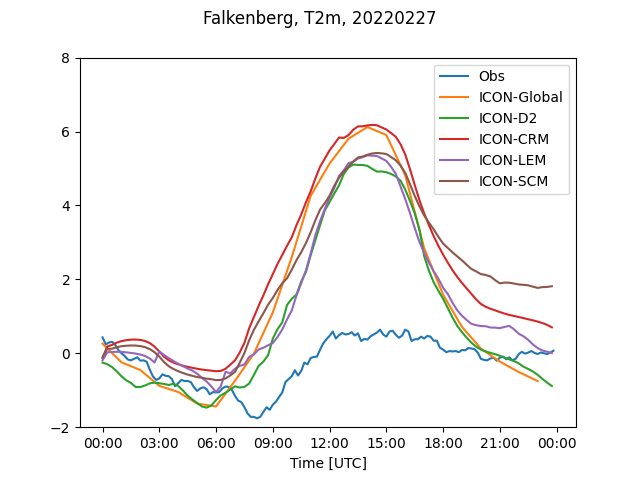 Falkenberg, T2m, 20220227
8
6
4
2
0
−2
Obs
ICON-Global
ICON-D2
ICON-CRM
ICON-LEM
ICON-SCM
00:00 03:00 06:00 09:00 12:00 15:00 18:00 21:00 00:00
Time [UTC]